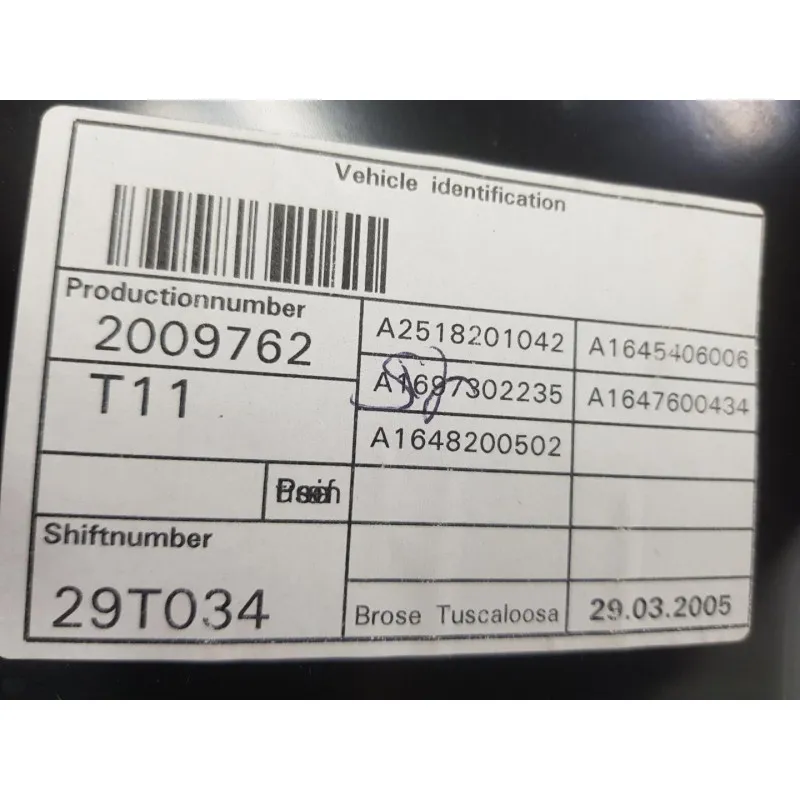 Vehicle identification
Productionnumber
2009762
T11
A2518201042
A1645406006
A1697302235
A1647600434
A1648200502
Shiftnumber
29T034
Brose Tuscaloosa
29.03.2005